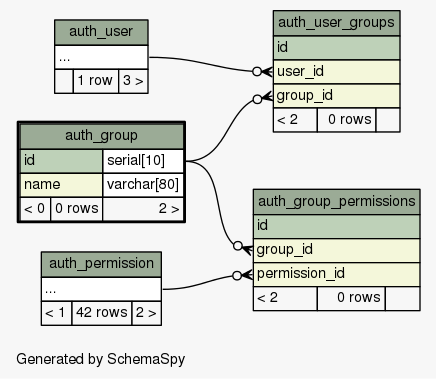 auth_user
...
1 row 3 >
auth_user_groups
id
user_id
group_id
< 2 0 rows
auth_group
id serial[10]
name varchar[80]
< 0 0 rows 2 >
auth_group_permissions
id
group_id
permission_id
< 2 0 rows
auth_permission
...
< 1 42 rows 2 >
Generated by SchemaSpy